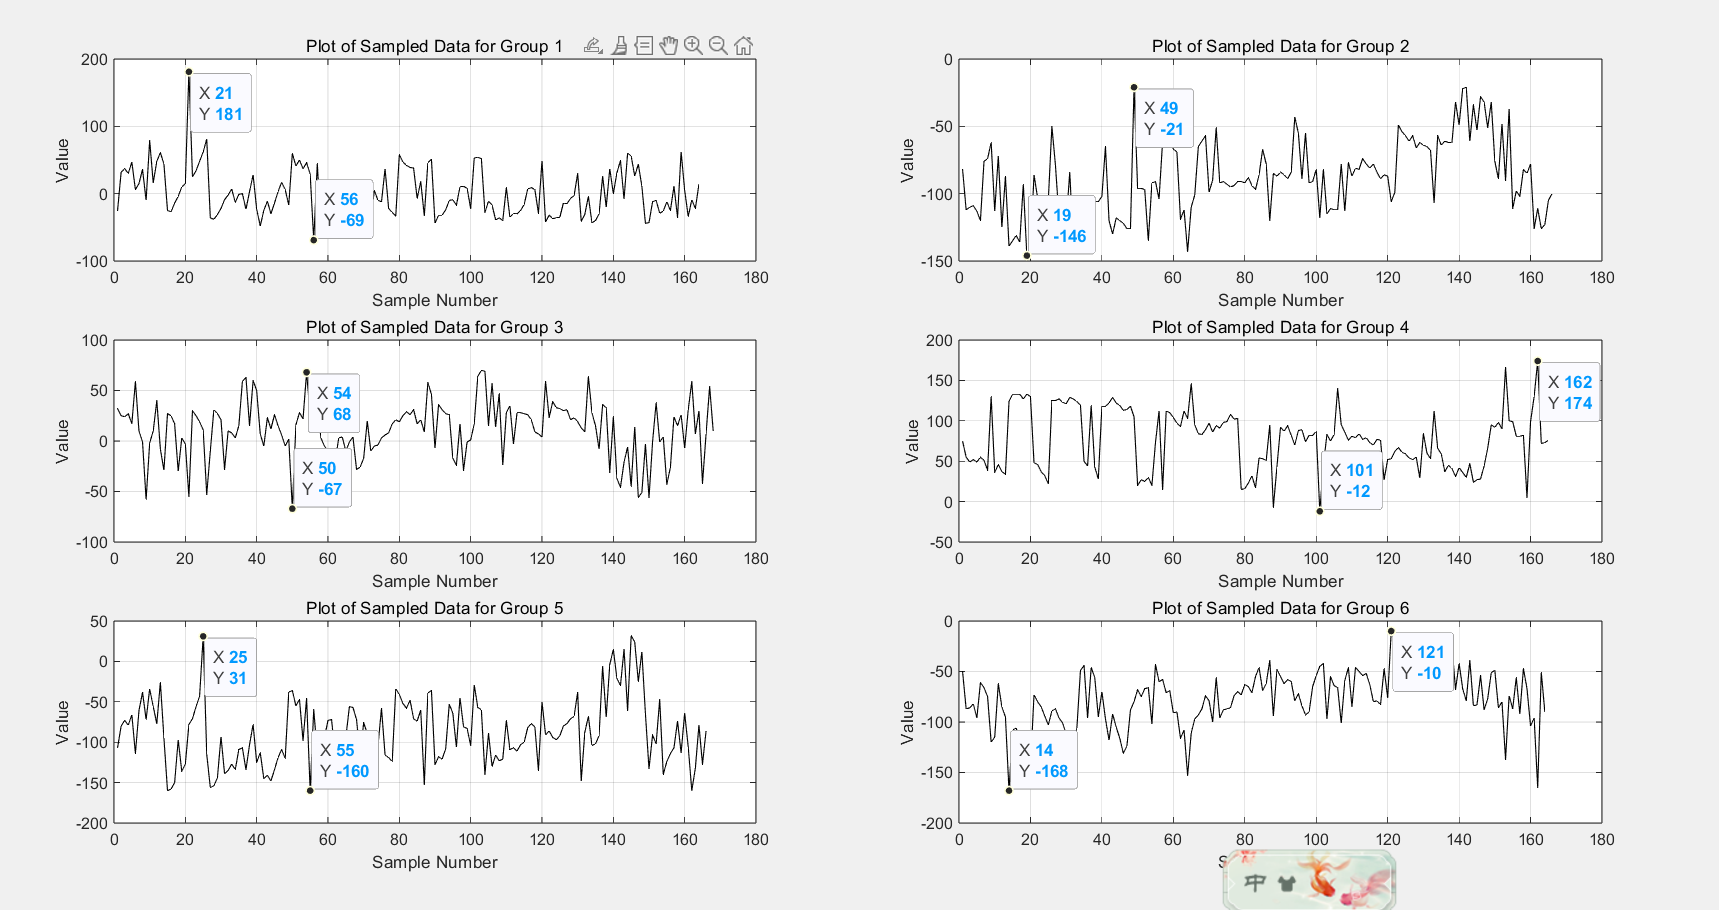 Plot of Sampled Data for Group 1
200
100
0
-100
Value
X 21
Y 181
X 56
Y -69
0 20 40 60 80 100 120 140 160 180
Sample Number
Plot of Sampled Data for Group 2
0
-50
-100
-150
Value
X 49
Y -21
X 19
Y -146
0 20 40 60 80 100 120 140 160 180
Sample Number
Plot of Sampled Data for Group 3
100
50
0
-50
-100
Value
X 54
Y 68
X 50
Y -67
0 20 40 60 80 100 120 140 160 180
Sample Number
Plot of Sampled Data for Group 4
200
150
100
50
0
-50
Value
X 162
Y 174
X 101
Y -12
0 20 40 60 80 100 120 140 160 180
Sample Number
Plot of Sampled Data for Group 5
50
0
-50
-100
-150
-200
Value
X 25
Y 31
X 55
Y -160
0 20 40 60 80 100 120 140 160 180
Sample Number
Plot of Sampled Data for Group 6
0
-50
-100
-150
-200
Value
X 121
Y -10
X 14
Y -168
0 20 40 60 80 100 120 140 160 180
中